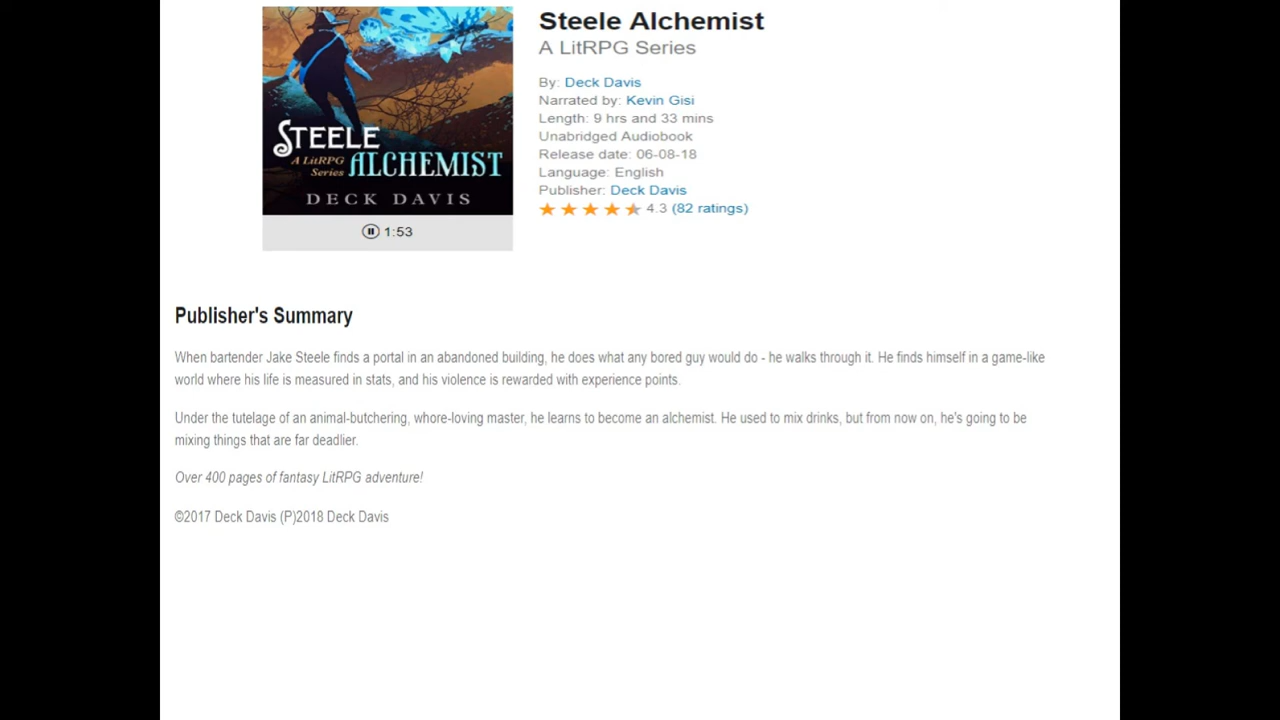 STEELE
A LitRPG
Series
ALCHEMIST
DECK DAVIS
1:53
Steele Alchemist
A LitRPG Series
By: Deck Davis
Narrated by: Kevin Gisi
Length: 9 hrs and 33 mins
Unabridged Audiobook
Release date: 06-08-18
Language: English
Publisher: Deck Davis
4.3 (82 ratings)
Publisher's Summary
When bartender Jake Steele finds a portal in an abandoned building, he does what any bored guy would do - he walks through it. He finds himself in a game-like
world where his life is measured in stats, and his violence is rewarded with experience points.
Under the tutelage of an animal-butchering, whore-loving master, he learns to become an alchemist. He used to mix drinks, but from now on, he's going to be
mixing things that are far deadlier.
Over 400 pages of fantasy LitRPG adventure!
©2017 Deck Davis (P)2018 Deck Davis